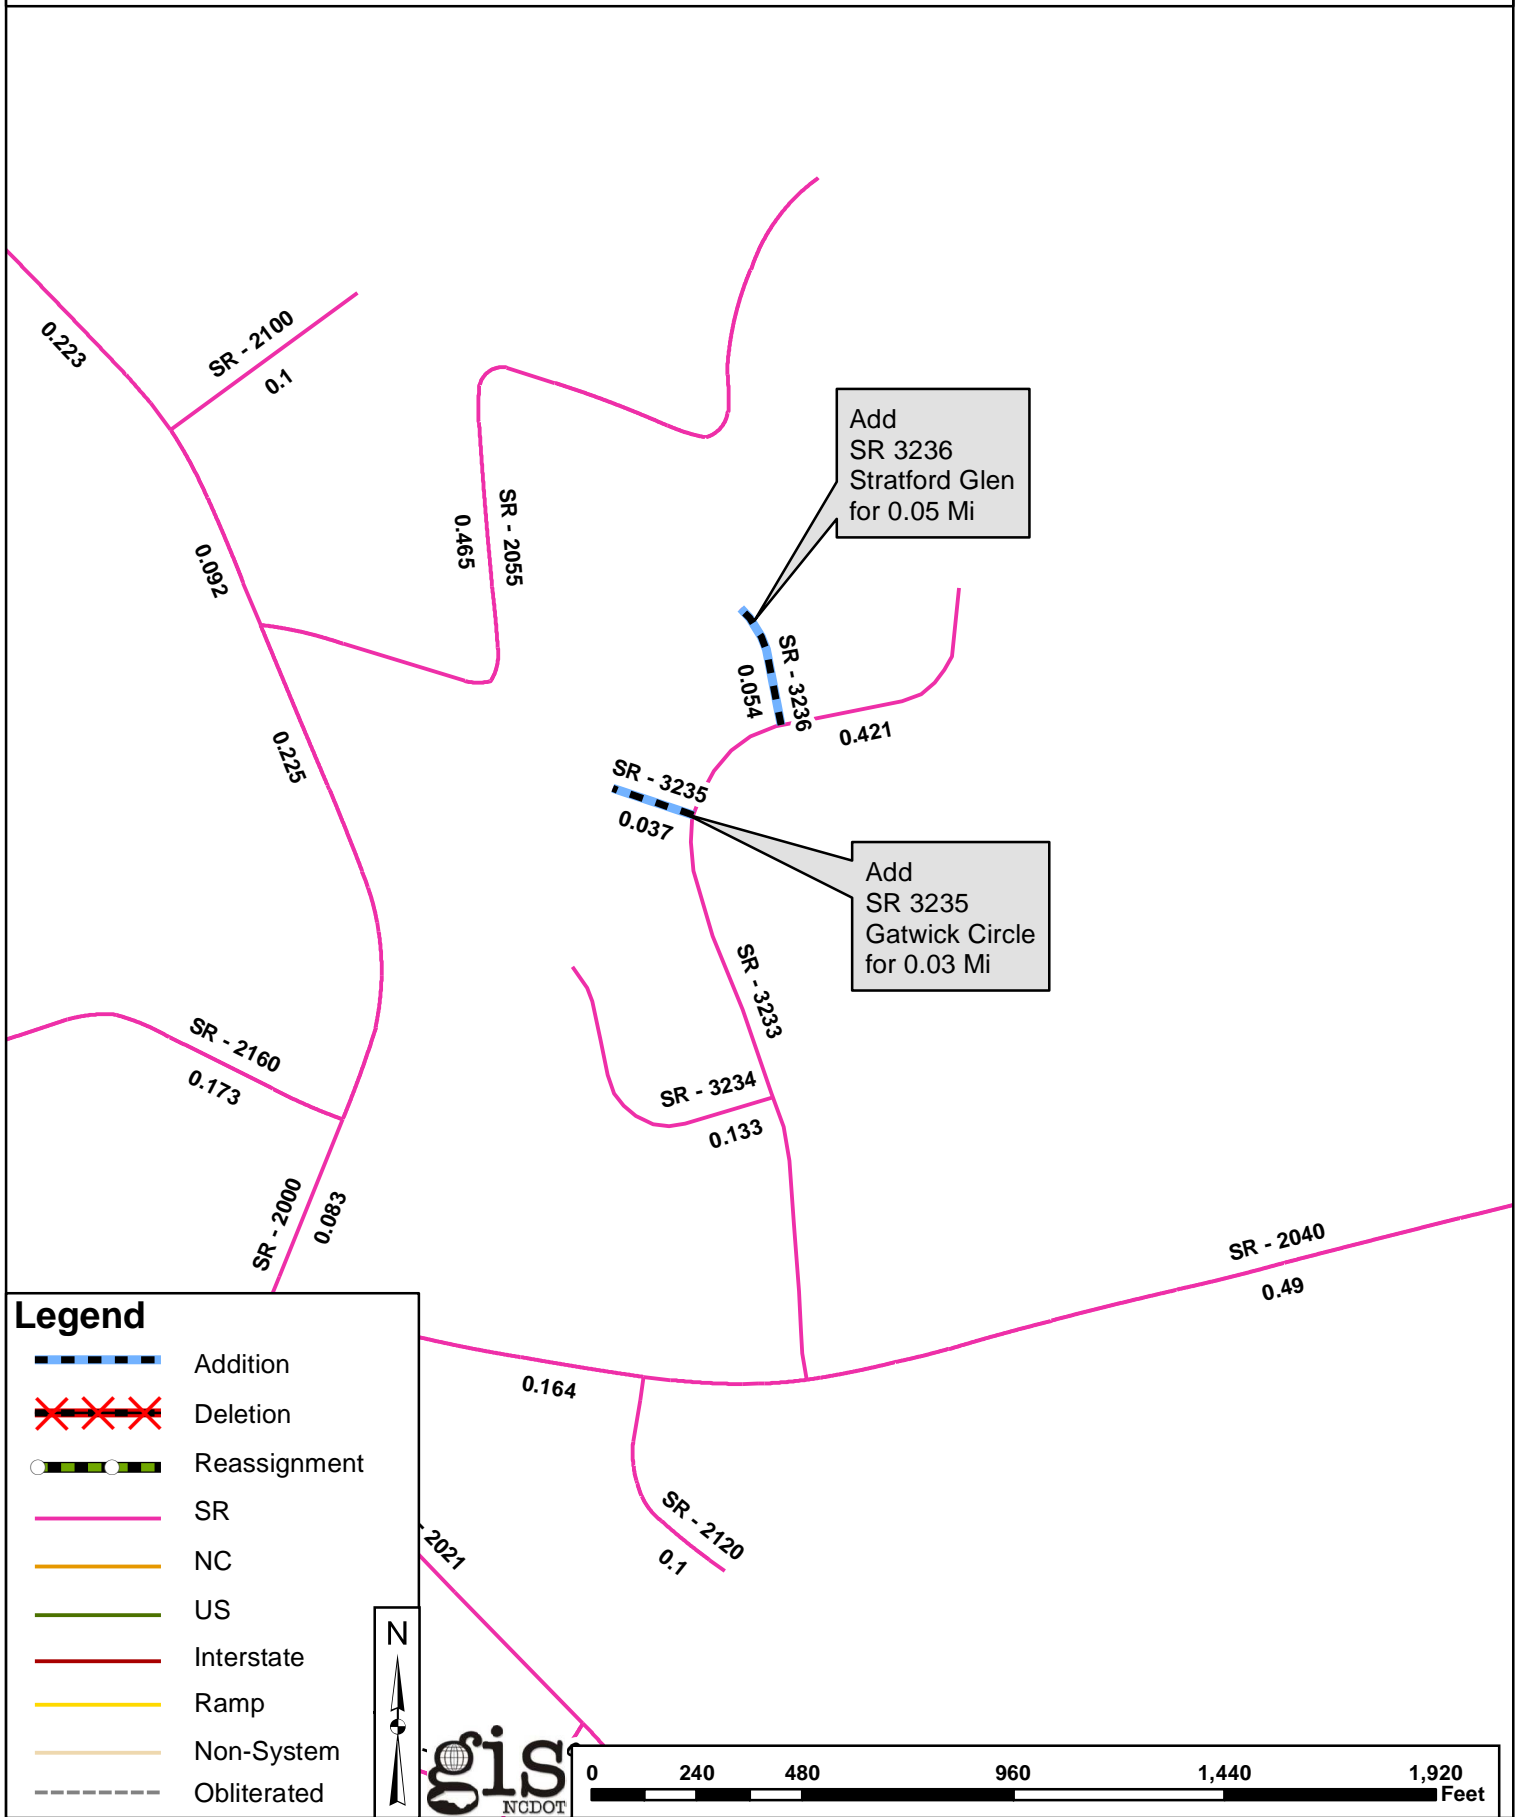 0.223
SR - 2100
0.1
Add
SR 3236
Stratford Glen
for 0.05 Mi
SR - 2055
0.465
0.092
SR - 3236
0.054
0.421
0.225
SR - 3235
0.037
Add
SR 3235
Gatwick Circle
for 0.03 Mi
SR - 3233
SR - 2160
0.173
SR - 3234
0.133
SR - 2000
0.083
SR - 2040
0.49
0.164
SR - 2120
0.1
- 2021
Legend
Addition
Deletion
Reassignment
SR
NC
US
Interstate
Ramp
Non-System
Obliterated
N
gis
NCDOT
0 240 480 960 1,440 1,920
Feet